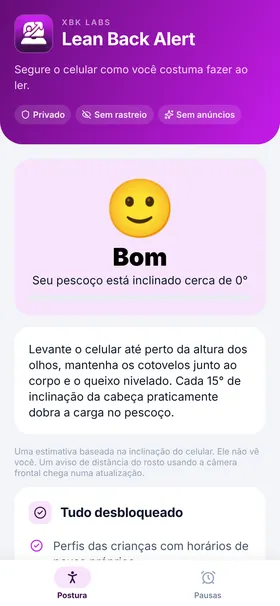 XBK LABS
Lean Back Alert
Segure o celular como você costuma fazer ao
ler.
Privado
Sem rastreio
Sem anúncios
Bom
Seu pescoço está inclinado cerca de 0°
Levante o celular até perto da altura dos
olhos, mantenha os cotovelos junto ao
corpo e o queixo nivelado. Cada 15° de
inclinação da cabeça praticamente
dobra a carga no pescoço.
Uma estimativa baseada na inclinação do celular. Ele não vê
você. Um aviso de distância do rosto usando a câmera
frontal chega numa atualização.
Tudo desbloqueado
Perfis das crianças com horários de
Postura
Pausas